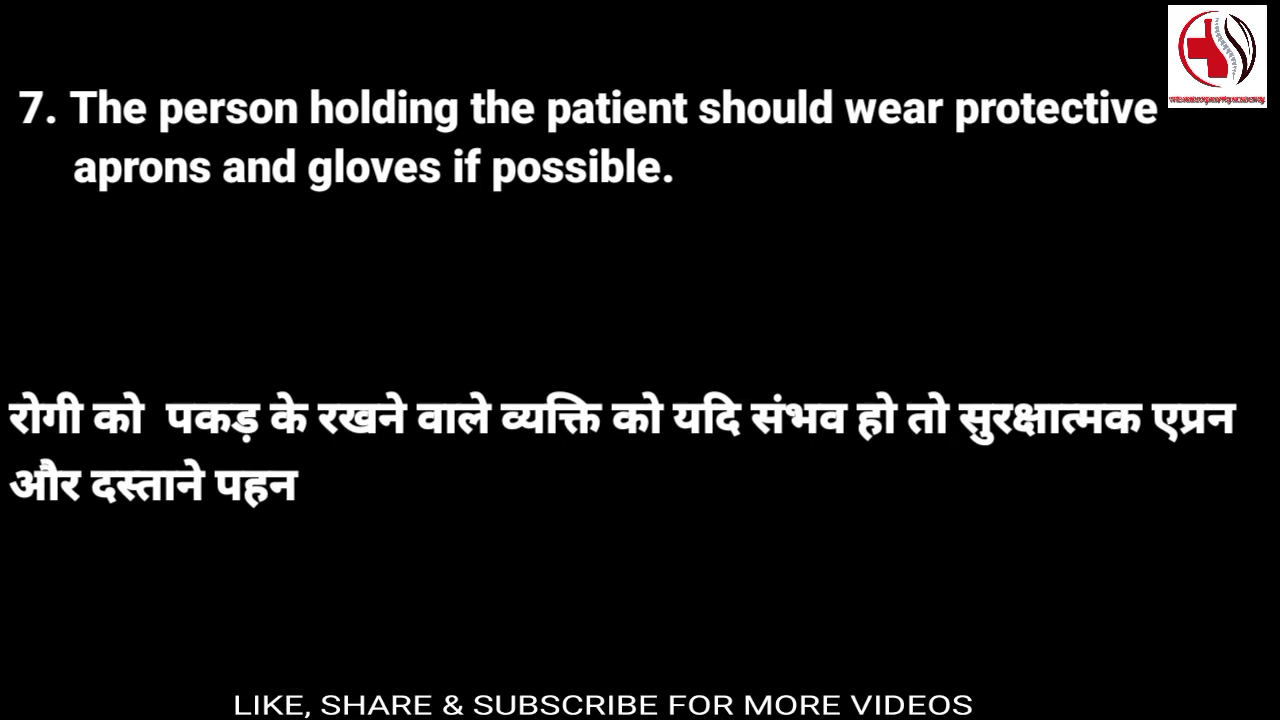 7. The person holding the patient should wear protective
aprons and gloves if possible.
रोगी को पकड़ के रखने वाले व्यक्ति को यदि संभव हो तो सुरक्षात्मक एप्रन
और दस्ताने पहन
LIKE, SHARE & SUBSCRIBE FOR MORE VIDEOS